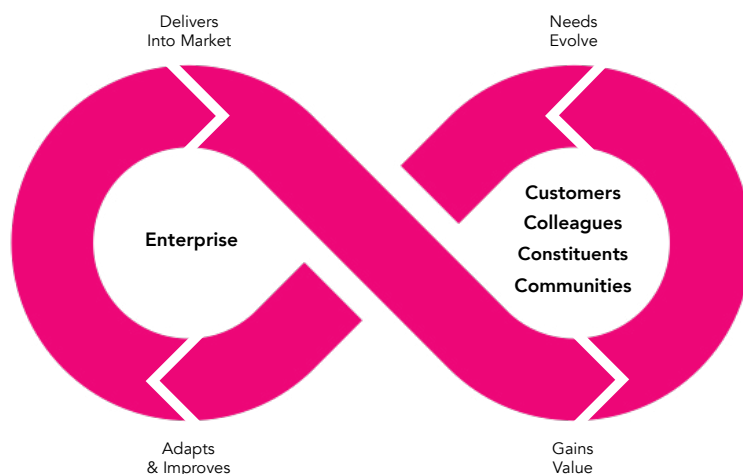 Delivers
Into Market
Needs
Evolve
Enterprise
Customers
Colleagues
Constituents
Communities
Adapts
& Improves
Gains
Value